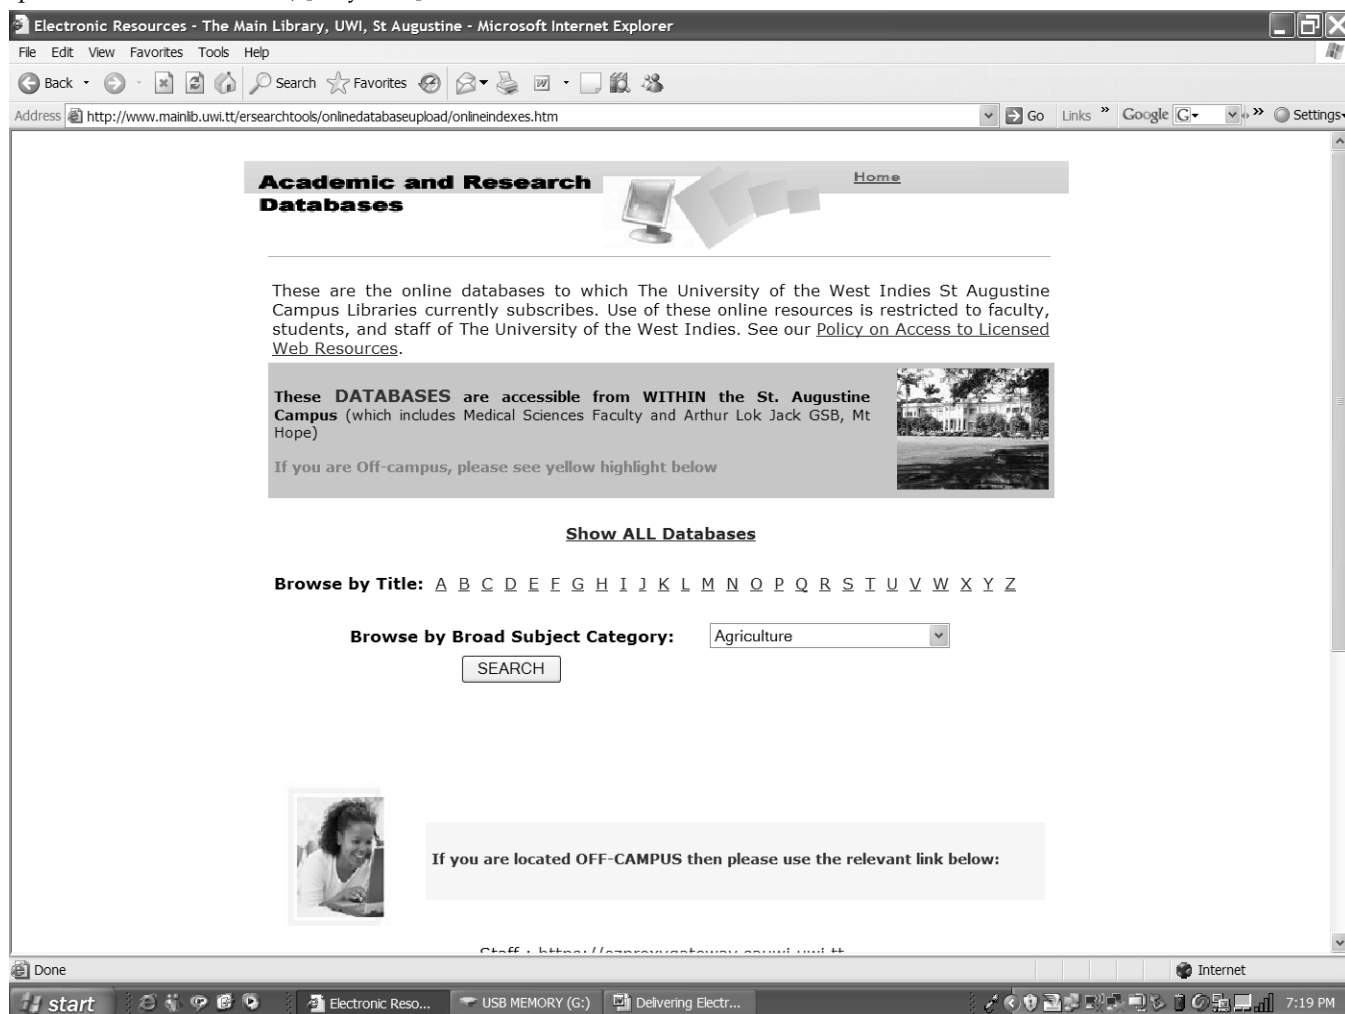 Electronic Resources - The Main Library, UWI, St Augustine - Microsoft Internet Explorer
File Edit View Favorites Tools Help
Back Search Favorites
Address http://www.mainlib.uwi.tt/ersearchtools/onlinedatabaseupload/onlineindexes.htm Go Links » Google G Settings
Academic and Research
Databases
Home
These are the online databases to which The University of the West Indies St Augustine
Campus Libraries currently subscribes. Use of these online resources is restricted to faculty,
students, and staff of The University of the West Indies. See our Policy on Access to Licensed
Web Resources.
These DATABASES are accessible from WITHIN the St. Augustine
Campus (which includes Medical Sciences Faculty and Arthur Lok Jack GSB, Mt
Hope)
If you are Off-campus, please see yellow highlight below
Show ALL Databases
Browse by Title: A B C D E F G H I J K L M N O P Q R S T U V W X Y Z
Browse by Broad Subject Category: Agriculture
SEARCH
If you are located OFF-CAMPUS then please use the relevant link below:
Staff : https://ezproxygateway.sauwi.uwi.tt
Done Internet
start Electronic Reso... USB MEMORY (G:) Delivering Electr... 7:19 PM